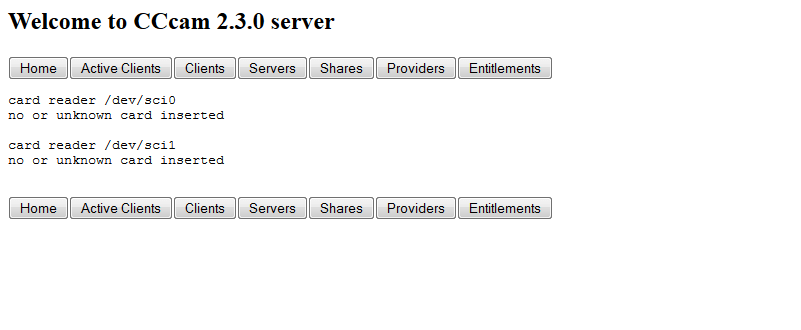 Welcome to CCcam 2.3.0 server
Home Active Clients Clients Servers Shares Providers Entitlements
card reader /dev/sci0
no or unknown card inserted
card reader /dev/sci1
no or unknown card inserted
Home Active Clients Clients Servers Shares Providers Entitlements